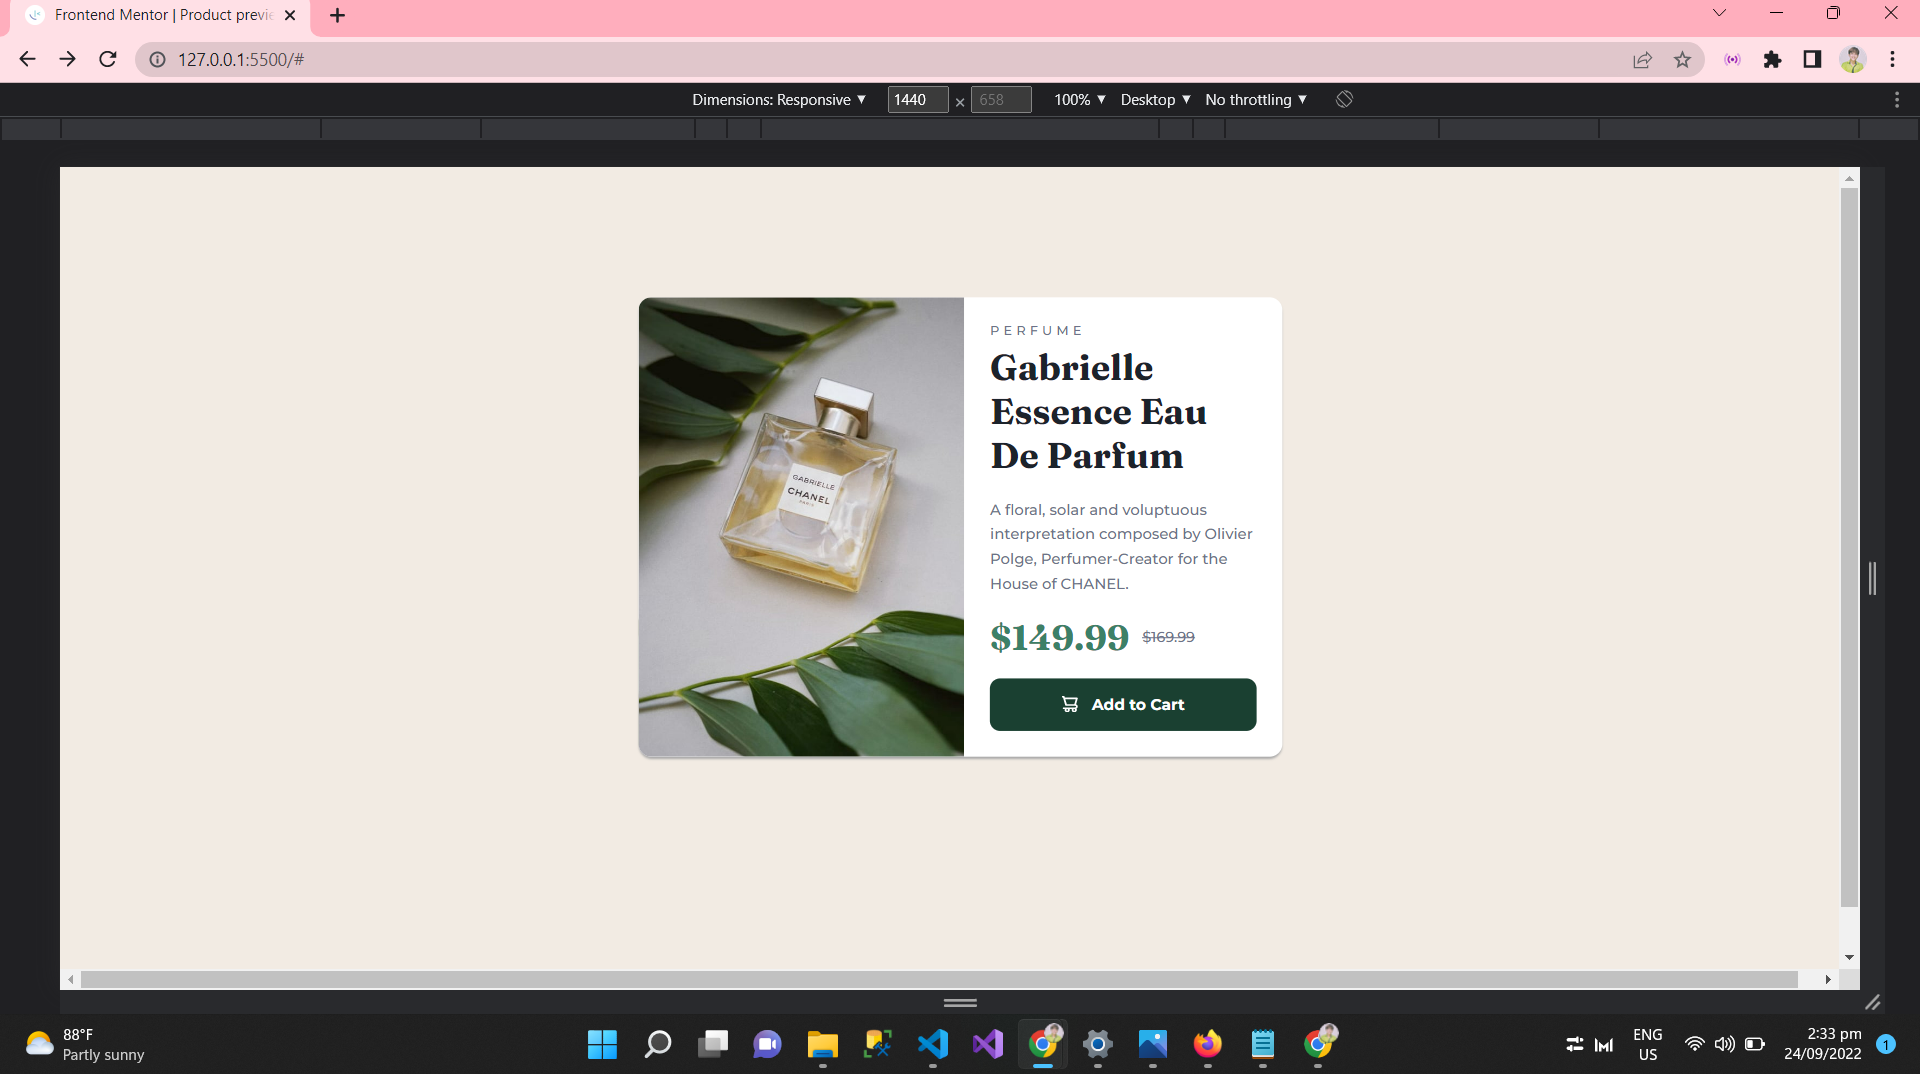 Frontend Mentor | Product previe
127.0.0.1:5500/#
Dimensions: Responsive ▼ 1440 × 658 100% ▼ Desktop ▼ No throttling ▼
PERFUME
Gabrielle
Essence Eau
De Parfum
A floral, solar and voluptuous
interpretation composed by Olivier
Polge, Perfumer-Creator for the
House of CHANEL.
$149.99 $169.99
Add to Cart
GABRIELLE
CHANEL
PARIS
88°F
Partly sunny
ENG
US
2:33 pm
24/09/2022
1